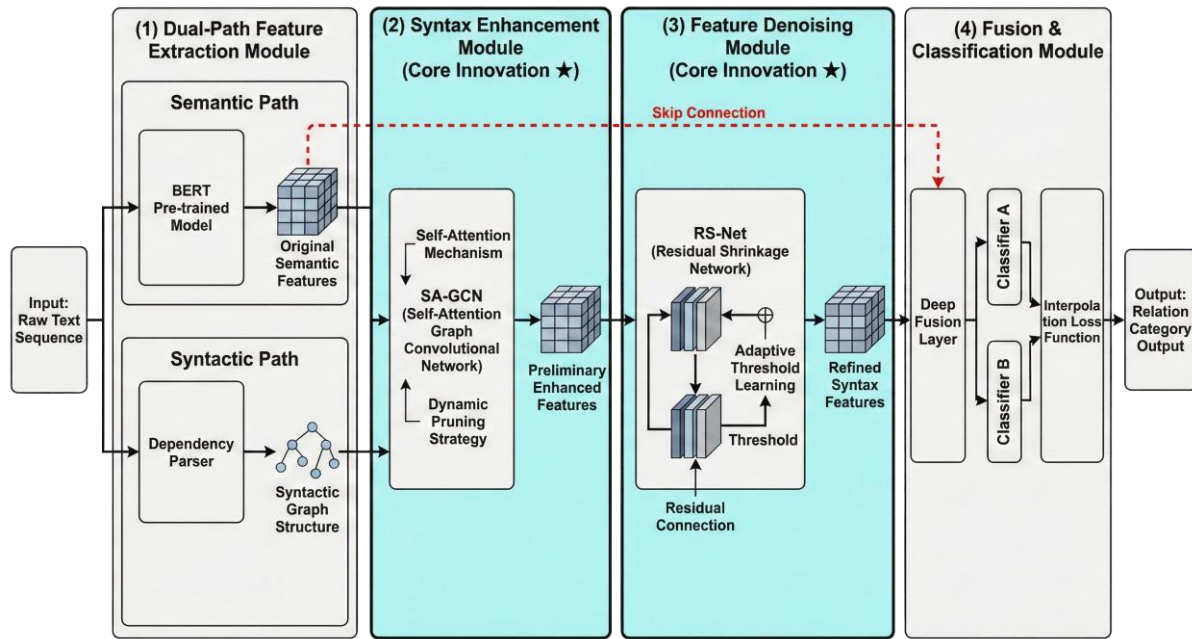 (1) Dual-Path Feature
Extraction Module
Semantic Path
BERT
Pre-trained
Model
Original
Semantic
Features
Input:
Raw Text
Sequence
Syntactic Path
Dependency
Parser
Syntactic
Graph
Structure
(2) Syntax Enhancement
Module
(Core Innovation ★)
Self-Attention
Mechanism
SA-GCN
(Self-Attention
Graph
Convolutional
Network)
Dynamic
Pruning
Strategy
Preliminary
Enhanced
Features
(3) Feature Denoising
Module
(Core Innovation ★)
Skip Connection
RS-Net
(Residual Shrinkage
Network)
Adaptive
Threshold
Learning
Threshold
Residual
Connection
Refined
Syntax
Features
(4) Fusion &
Classification Module
Deep
Fusion
Layer
Classifier A
Classifier B
Interpola
tion Loss
Function
Output:
Relation
Category
Output